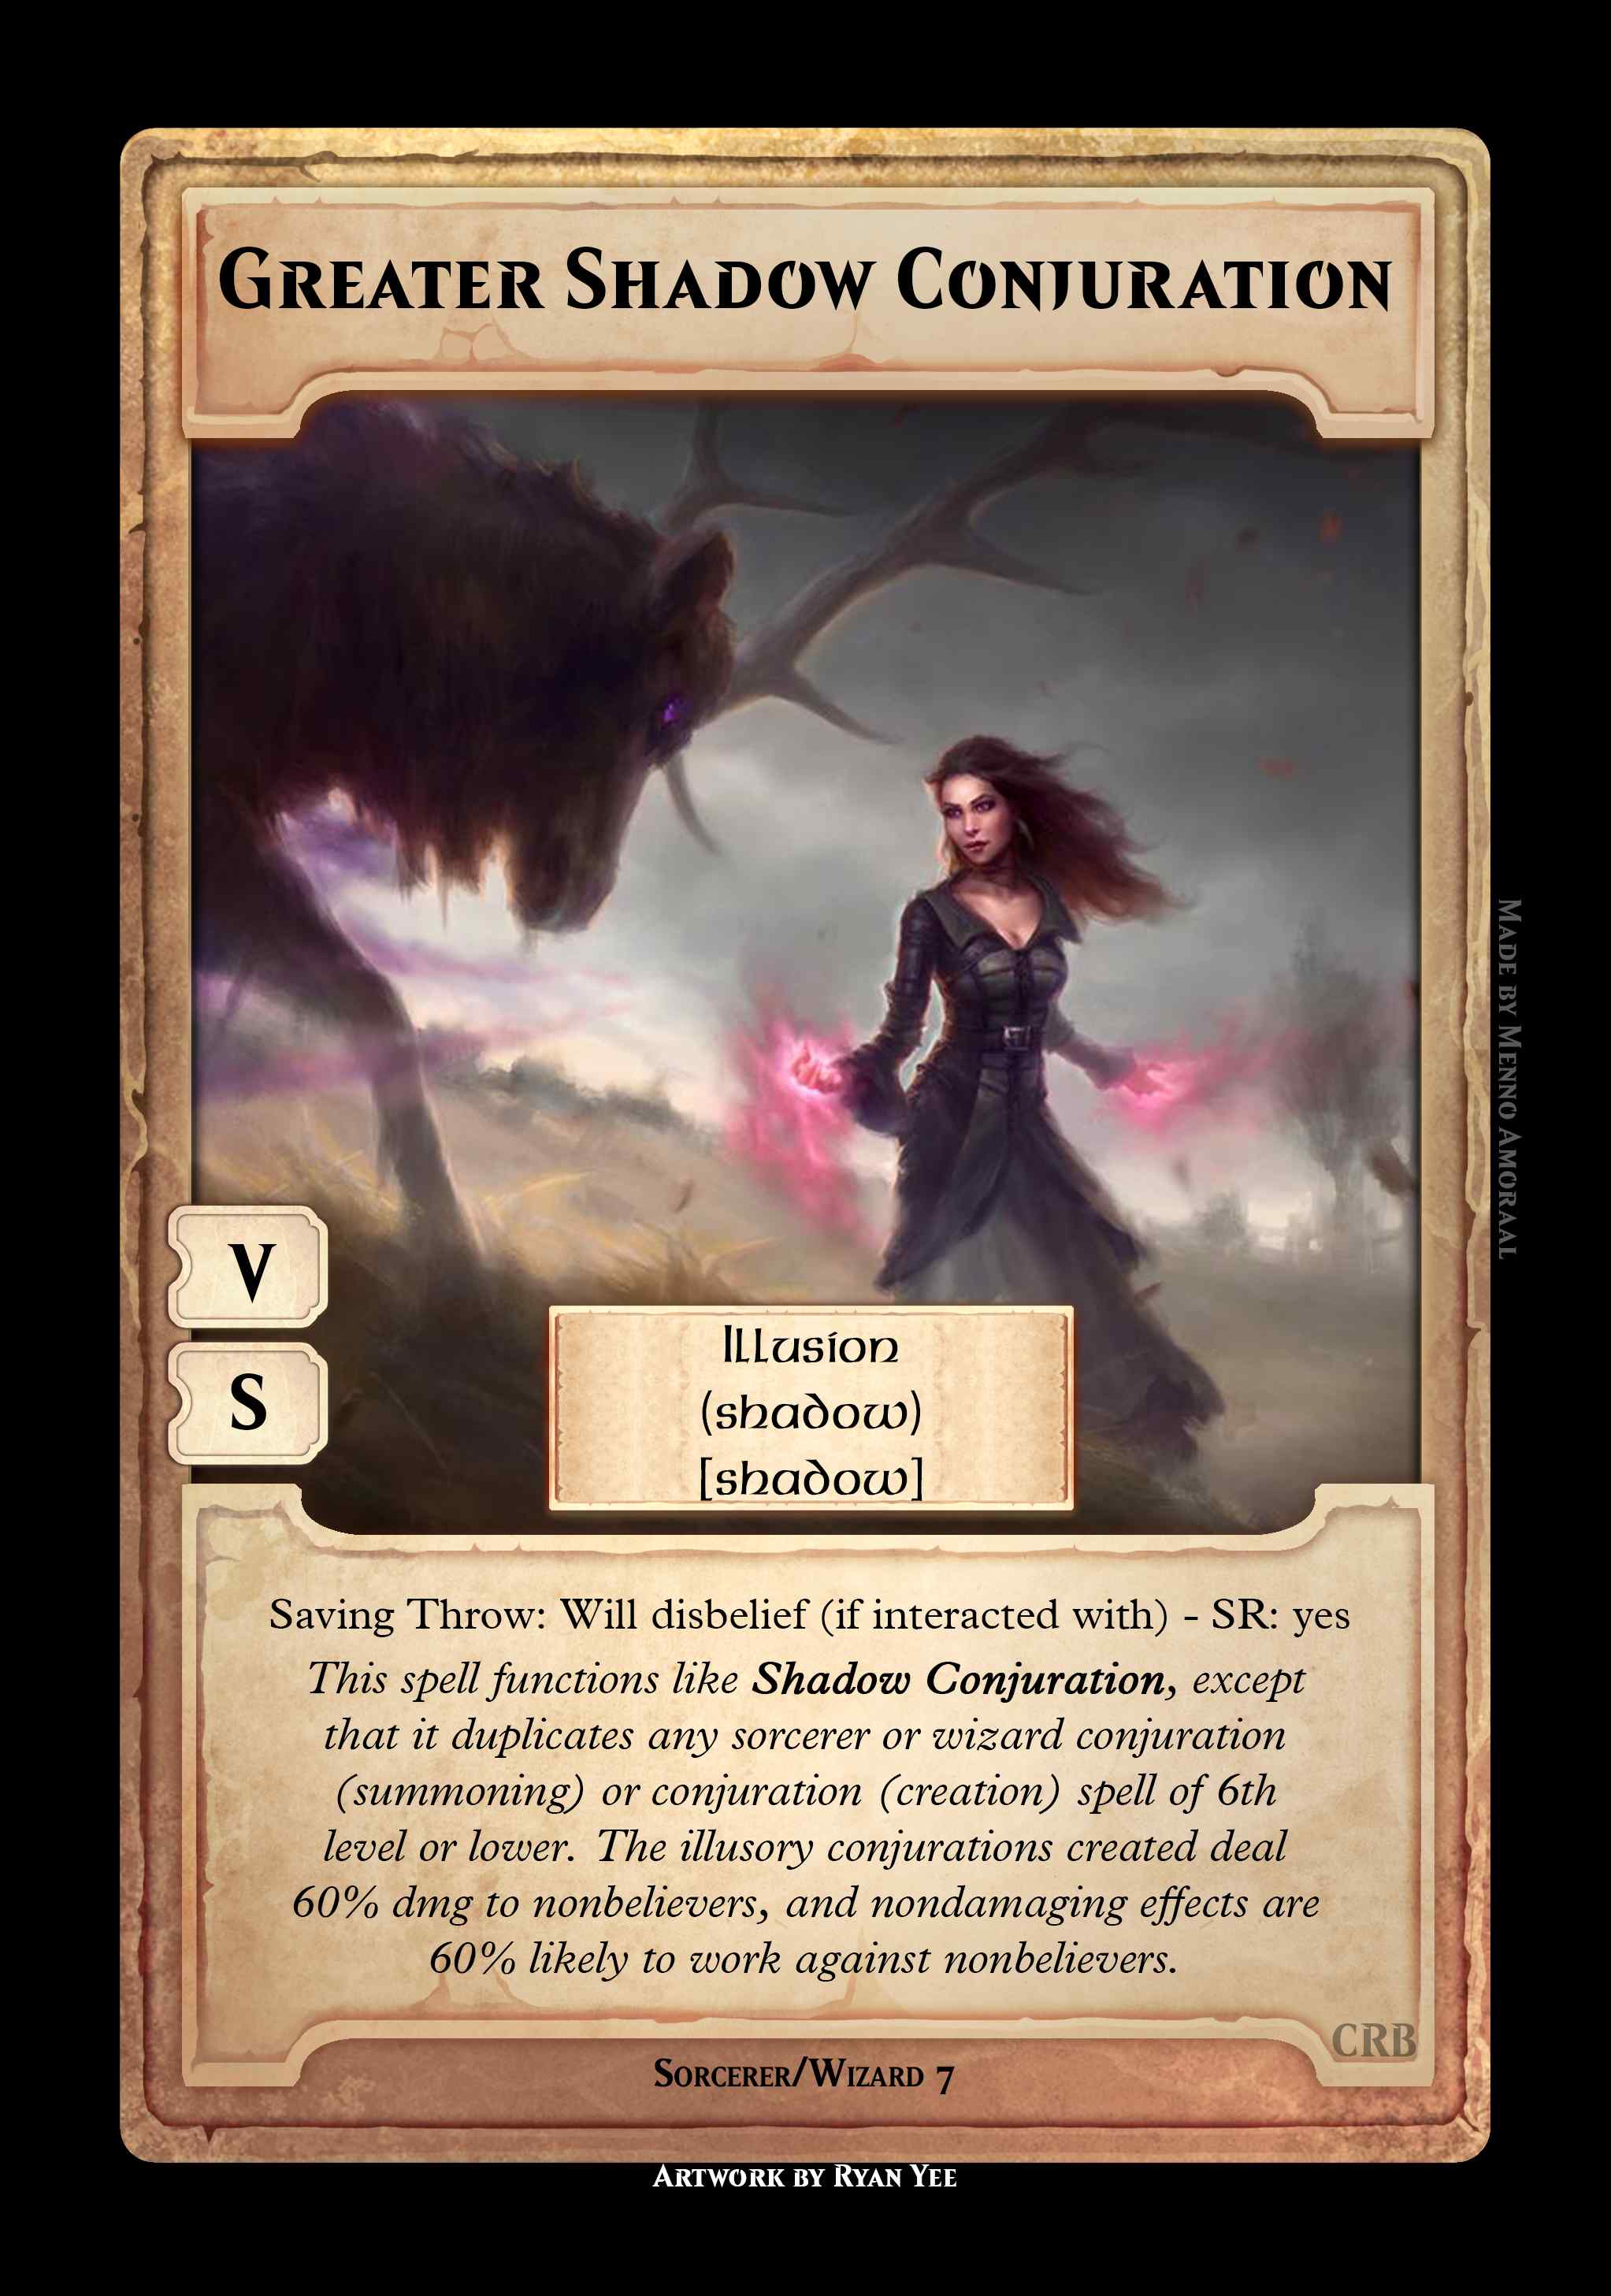 Greater Shadow Conjuration
V
S
Illusion
(shadow)
[shadow]
Saving Throw: Will disbelief (if interacted with) - SR: yes
This spell functions like Shadow Conjuration, except
that it duplicates any sorcerer or wizard conjuration
(summoning) or conjuration (creation) spell of 6th
level or lower. The illusory conjurations created deal
60% dmg to nonbelievers, and nondamaging effects are
60% likely to work against nonbelievers.
CRB
Sorcerer/Wizard 7
Artwork by Ryan Yee
Made by Menno Amoraal